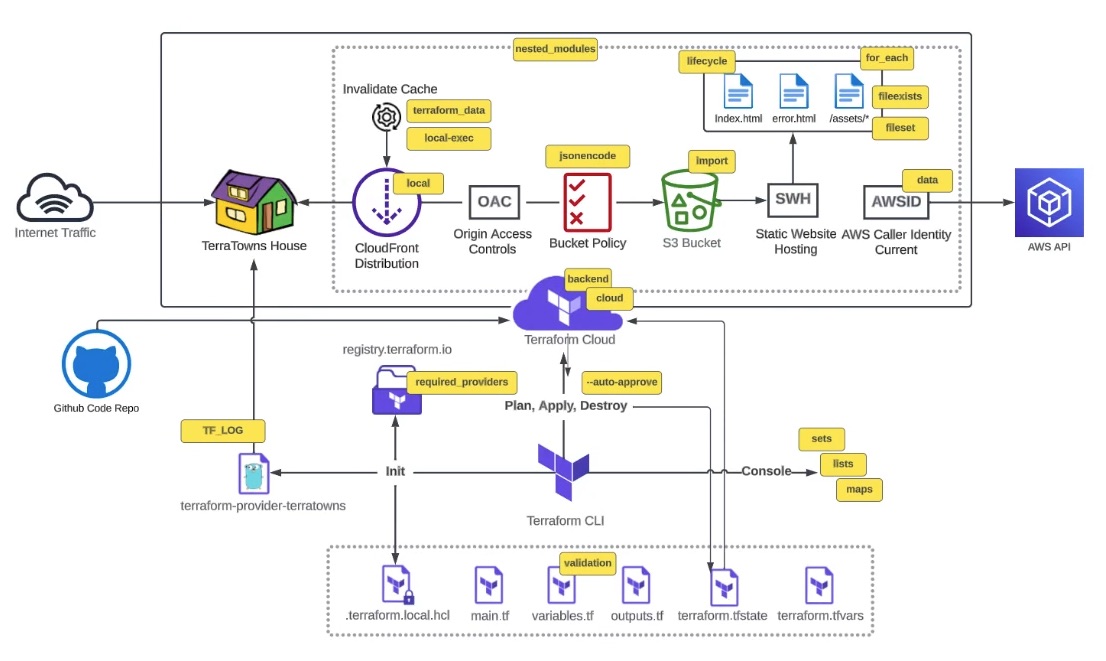 nested_modules
lifecycle
for_each
Invalidate Cache
terraform_data
local-exec
Index.html
error.html
/assets/*
fileexists
fileset
jsonencode
import
local
data
OAC
SWH
AWSID
Internet Traffic
TerraTowns House
CloudFront
Distribution
Origin Access
Controls
Bucket Policy
S3 Bucket
Static Website
Hosting
AWS Caller Identity
Current
AWS API
backend
cloud
Terraform Cloud
registry.terraform.io
required_providers
--auto-approve
Plan, Apply, Destroy
Github Code Repo
TF_LOG
terraform-provider-terratowns
Init
Console
sets
lists
maps
Terraform CLI
validation
.terraform.local.hcl
main.tf
variables.tf
outputs.tf
terraform.tfstate
terraform.tfvars